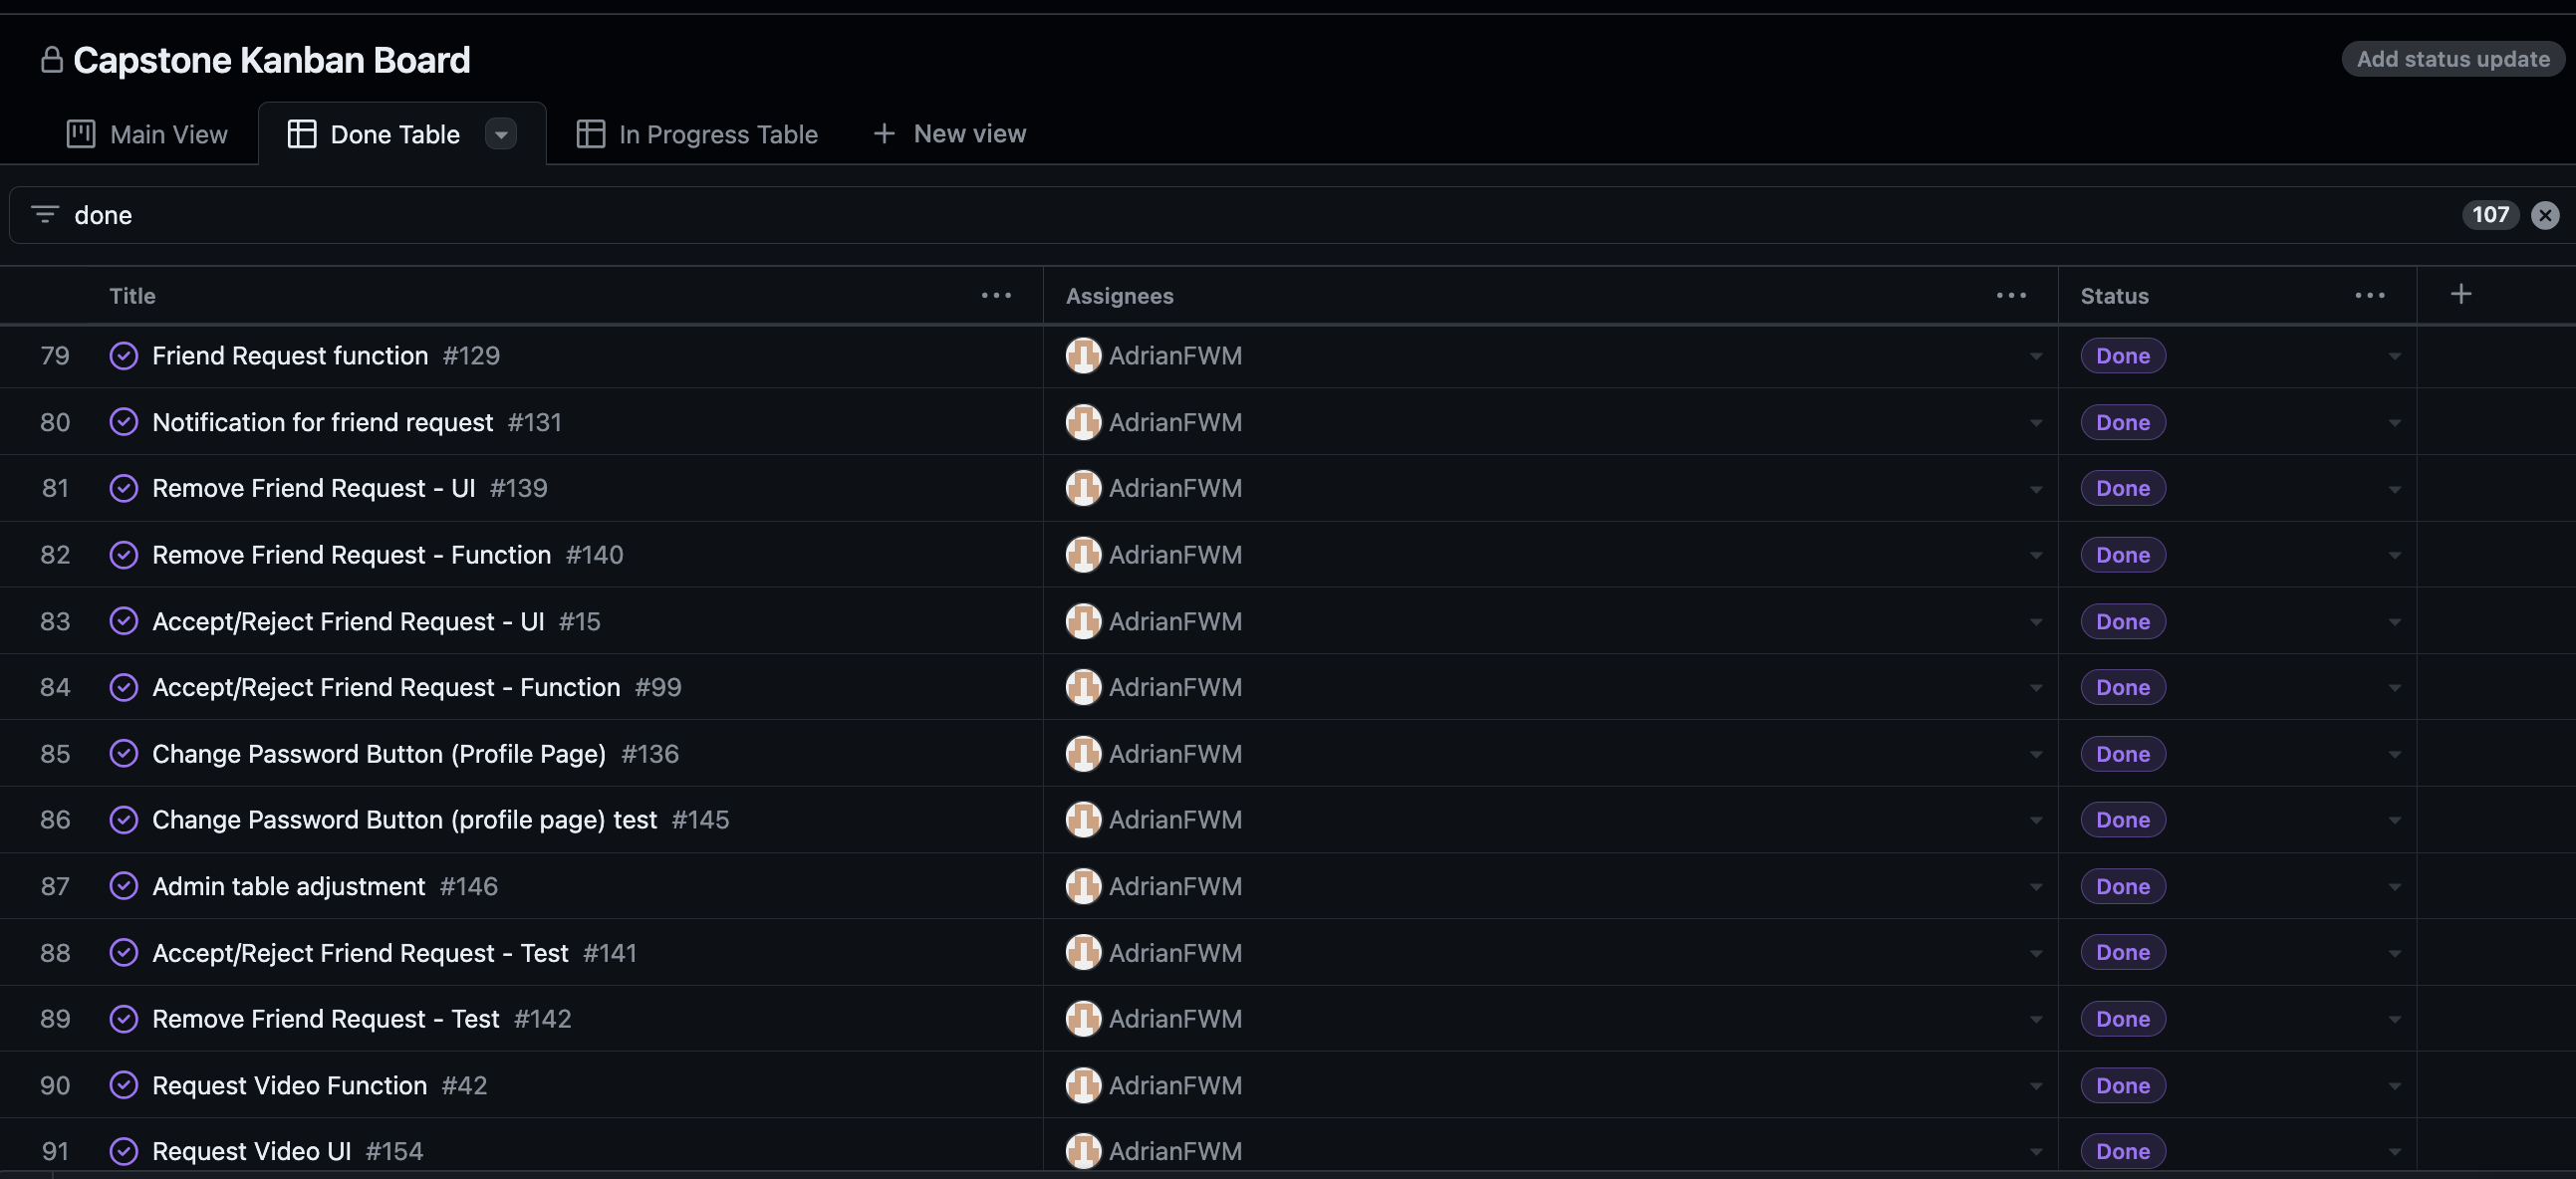 Capstone Kanban Board
Add status update
Main View
Done Table
In Progress Table
New view
done
107
Title
Assignees
Status
79 Friend Request function #129 AdrianFWM Done
80 Notification for friend request #131 AdrianFWM Done
81 Remove Friend Request - UI #139 AdrianFWM Done
82 Remove Friend Request - Function #140 AdrianFWM Done
83 Accept/Reject Friend Request - UI #15 AdrianFWM Done
84 Accept/Reject Friend Request - Function #99 AdrianFWM Done
85 Change Password Button (Profile Page) #136 AdrianFWM Done
86 Change Password Button (profile page) test #145 AdrianFWM Done
87 Admin table adjustment #146 AdrianFWM Done
88 Accept/Reject Friend Request - Test #141 AdrianFWM Done
89 Remove Friend Request - Test #142 AdrianFWM Done
90 Request Video Function #42 AdrianFWM Done
91 Request Video UI #154 AdrianFWM Done